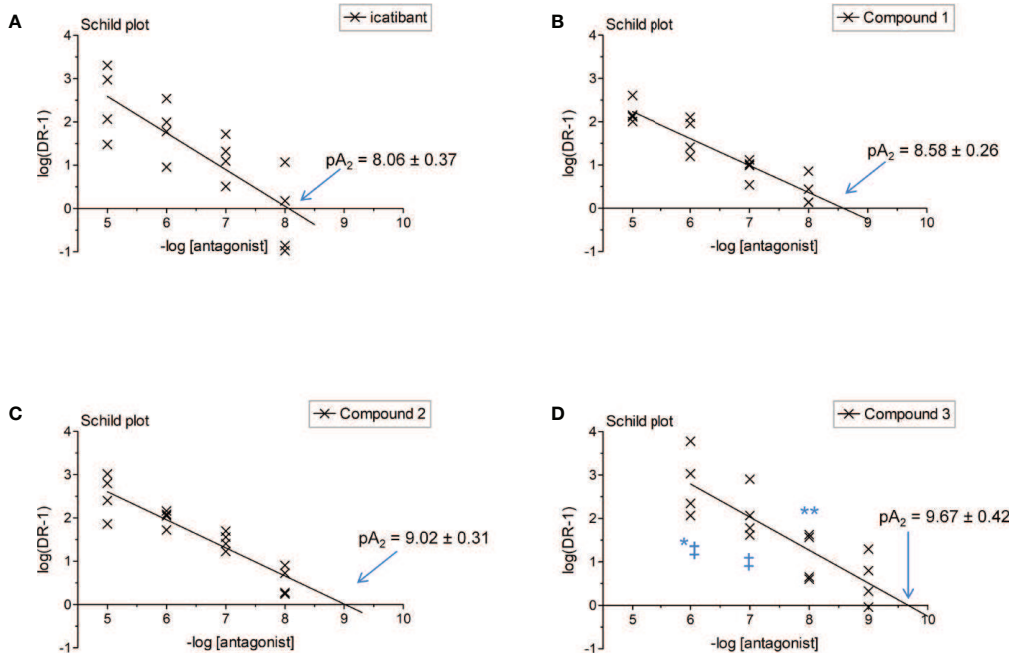 A
Schild plot
icatibant
4
3
2
1
0
-1
log(DR-1)
pA2 = 8.06 ± 0.37
5 6 7 8 9 10
-log [antagonist]
B
Schild plot
Compound 1
4
3
2
1
0
-1
log(DR-1)
pA2 = 8.58 ± 0.26
5 6 7 8 9 10
-log [antagonist]
C
Schild plot
Compound 2
4
3
2
1
0
-1
log(DR-1)
pA2 = 9.02 ± 0.31
5 6 7 8 9 10
-log [antagonist]
D
Schild plot
Compound 3
4
3
2
1
0
-1
log(DR-1)
**
*‡ ‡
pA2 = 9.67 ± 0.42
5 6 7 8 9 10
-log [antagonist]